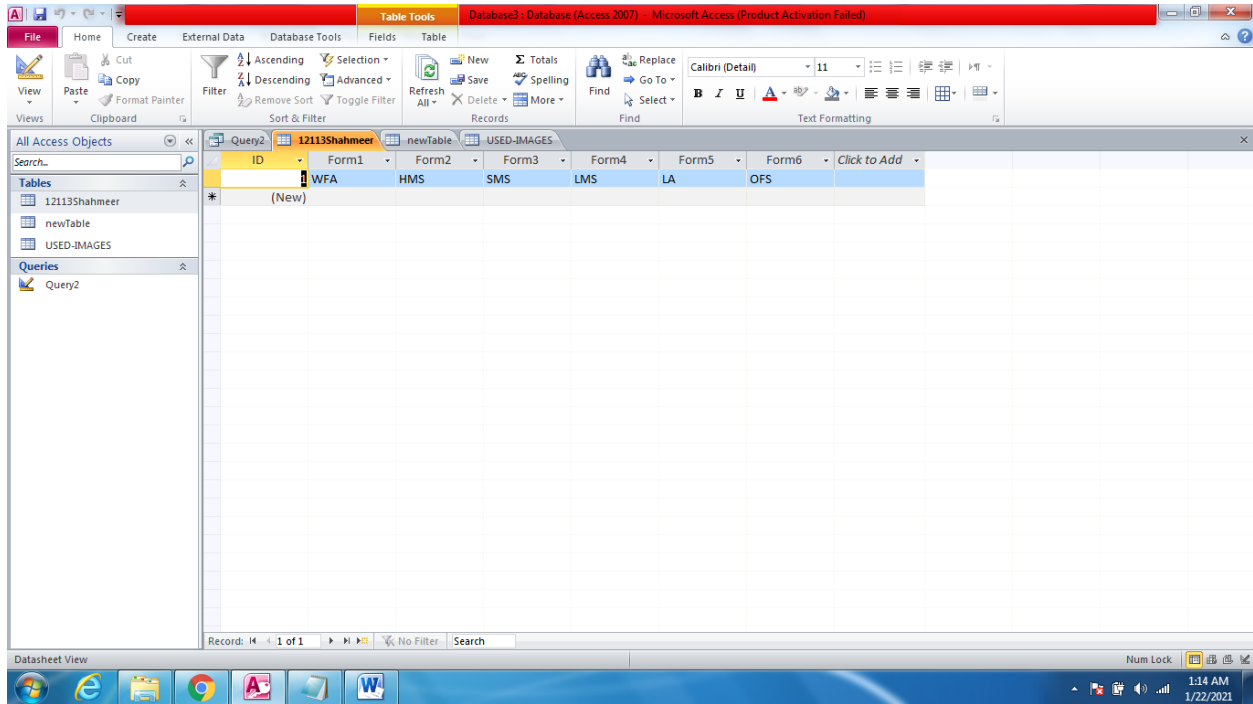 Table Tools Database3 : Database (Access 2007) - Microsoft Access (Product Activation Failed)
File Home Create External Data Database Tools Fields Table
View
Views
Paste
Cut
Copy
Format Painter
Clipboard
Filter
Ascending
Descending
Remove Sort
Selection
Advanced
Toggle Filter
Sort & Filter
Refresh
All
New
Save
Delete
Totals
Spelling
More
Records
Find
Replace
Go To
Select
Find
Calibri (Detail) 11
B I U A
Text Formatting
All Access Objects
Search...
Tables
12113Shahmeer
newTable
USED-IMAGES
Queries
Query2
Query2 12113Shahmeer newTable USED-IMAGES
ID Form1 Form2 Form3 Form4 Form5 Form6 Click to Add
1 WFA HMS SMS LMS LA OFS
* (New)
Record: 1 of 1 No Filter Search
Datasheet View Num Lock
1:14 AM
1/22/2021